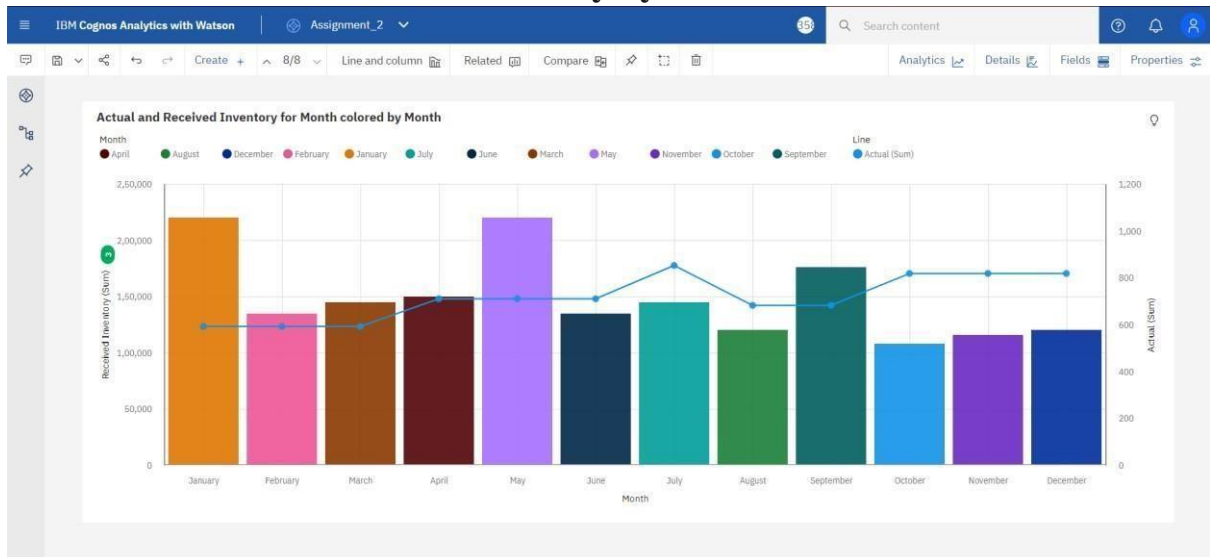 IBM Cognos Analytics with Watson
Assignment_2
358
Search content
Create +
8/8
Line and column
Related
Compare
Analytics
Details
Fields
Properties
Actual and Received Inventory for Month colored by Month
Month
April August December February January July June March May November October September
Line
Actual (Sum)
2,50,000
2,00,000
1,50,000
1,00,000
50,000
0
Received Inventory (Sum)
3
1,200
1,000
800
600
400
200
0
Actual (Sum)
January February March April May June July August September October November December
Month